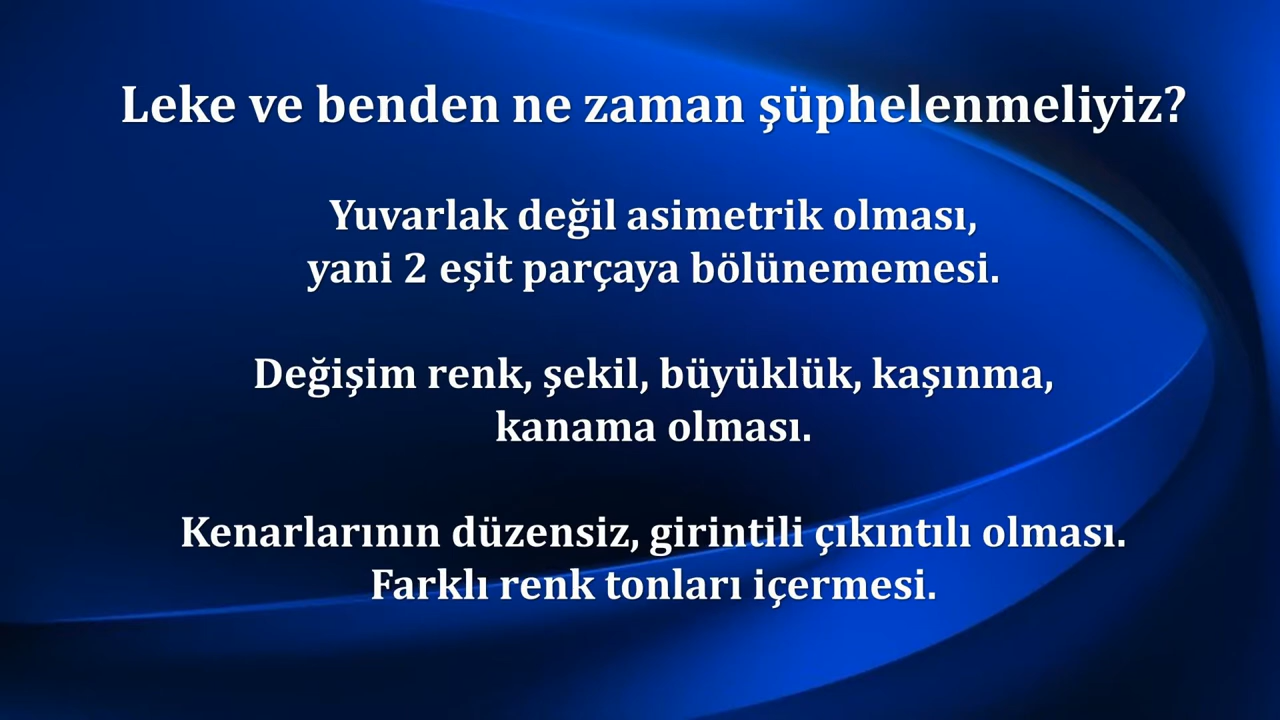 Leke ve benden ne zaman şüphelenmeliyiz?
Yuvarlak değil asimetrik olması,
yani 2 eşit parçaya bölünememesi.
Değişim renk, şekil, büyüklük, kaşınma,
kanama olması.
Kenarlarının düzensiz, girintili çıkıntılı olması.
Farklı renk tonları içermesi.